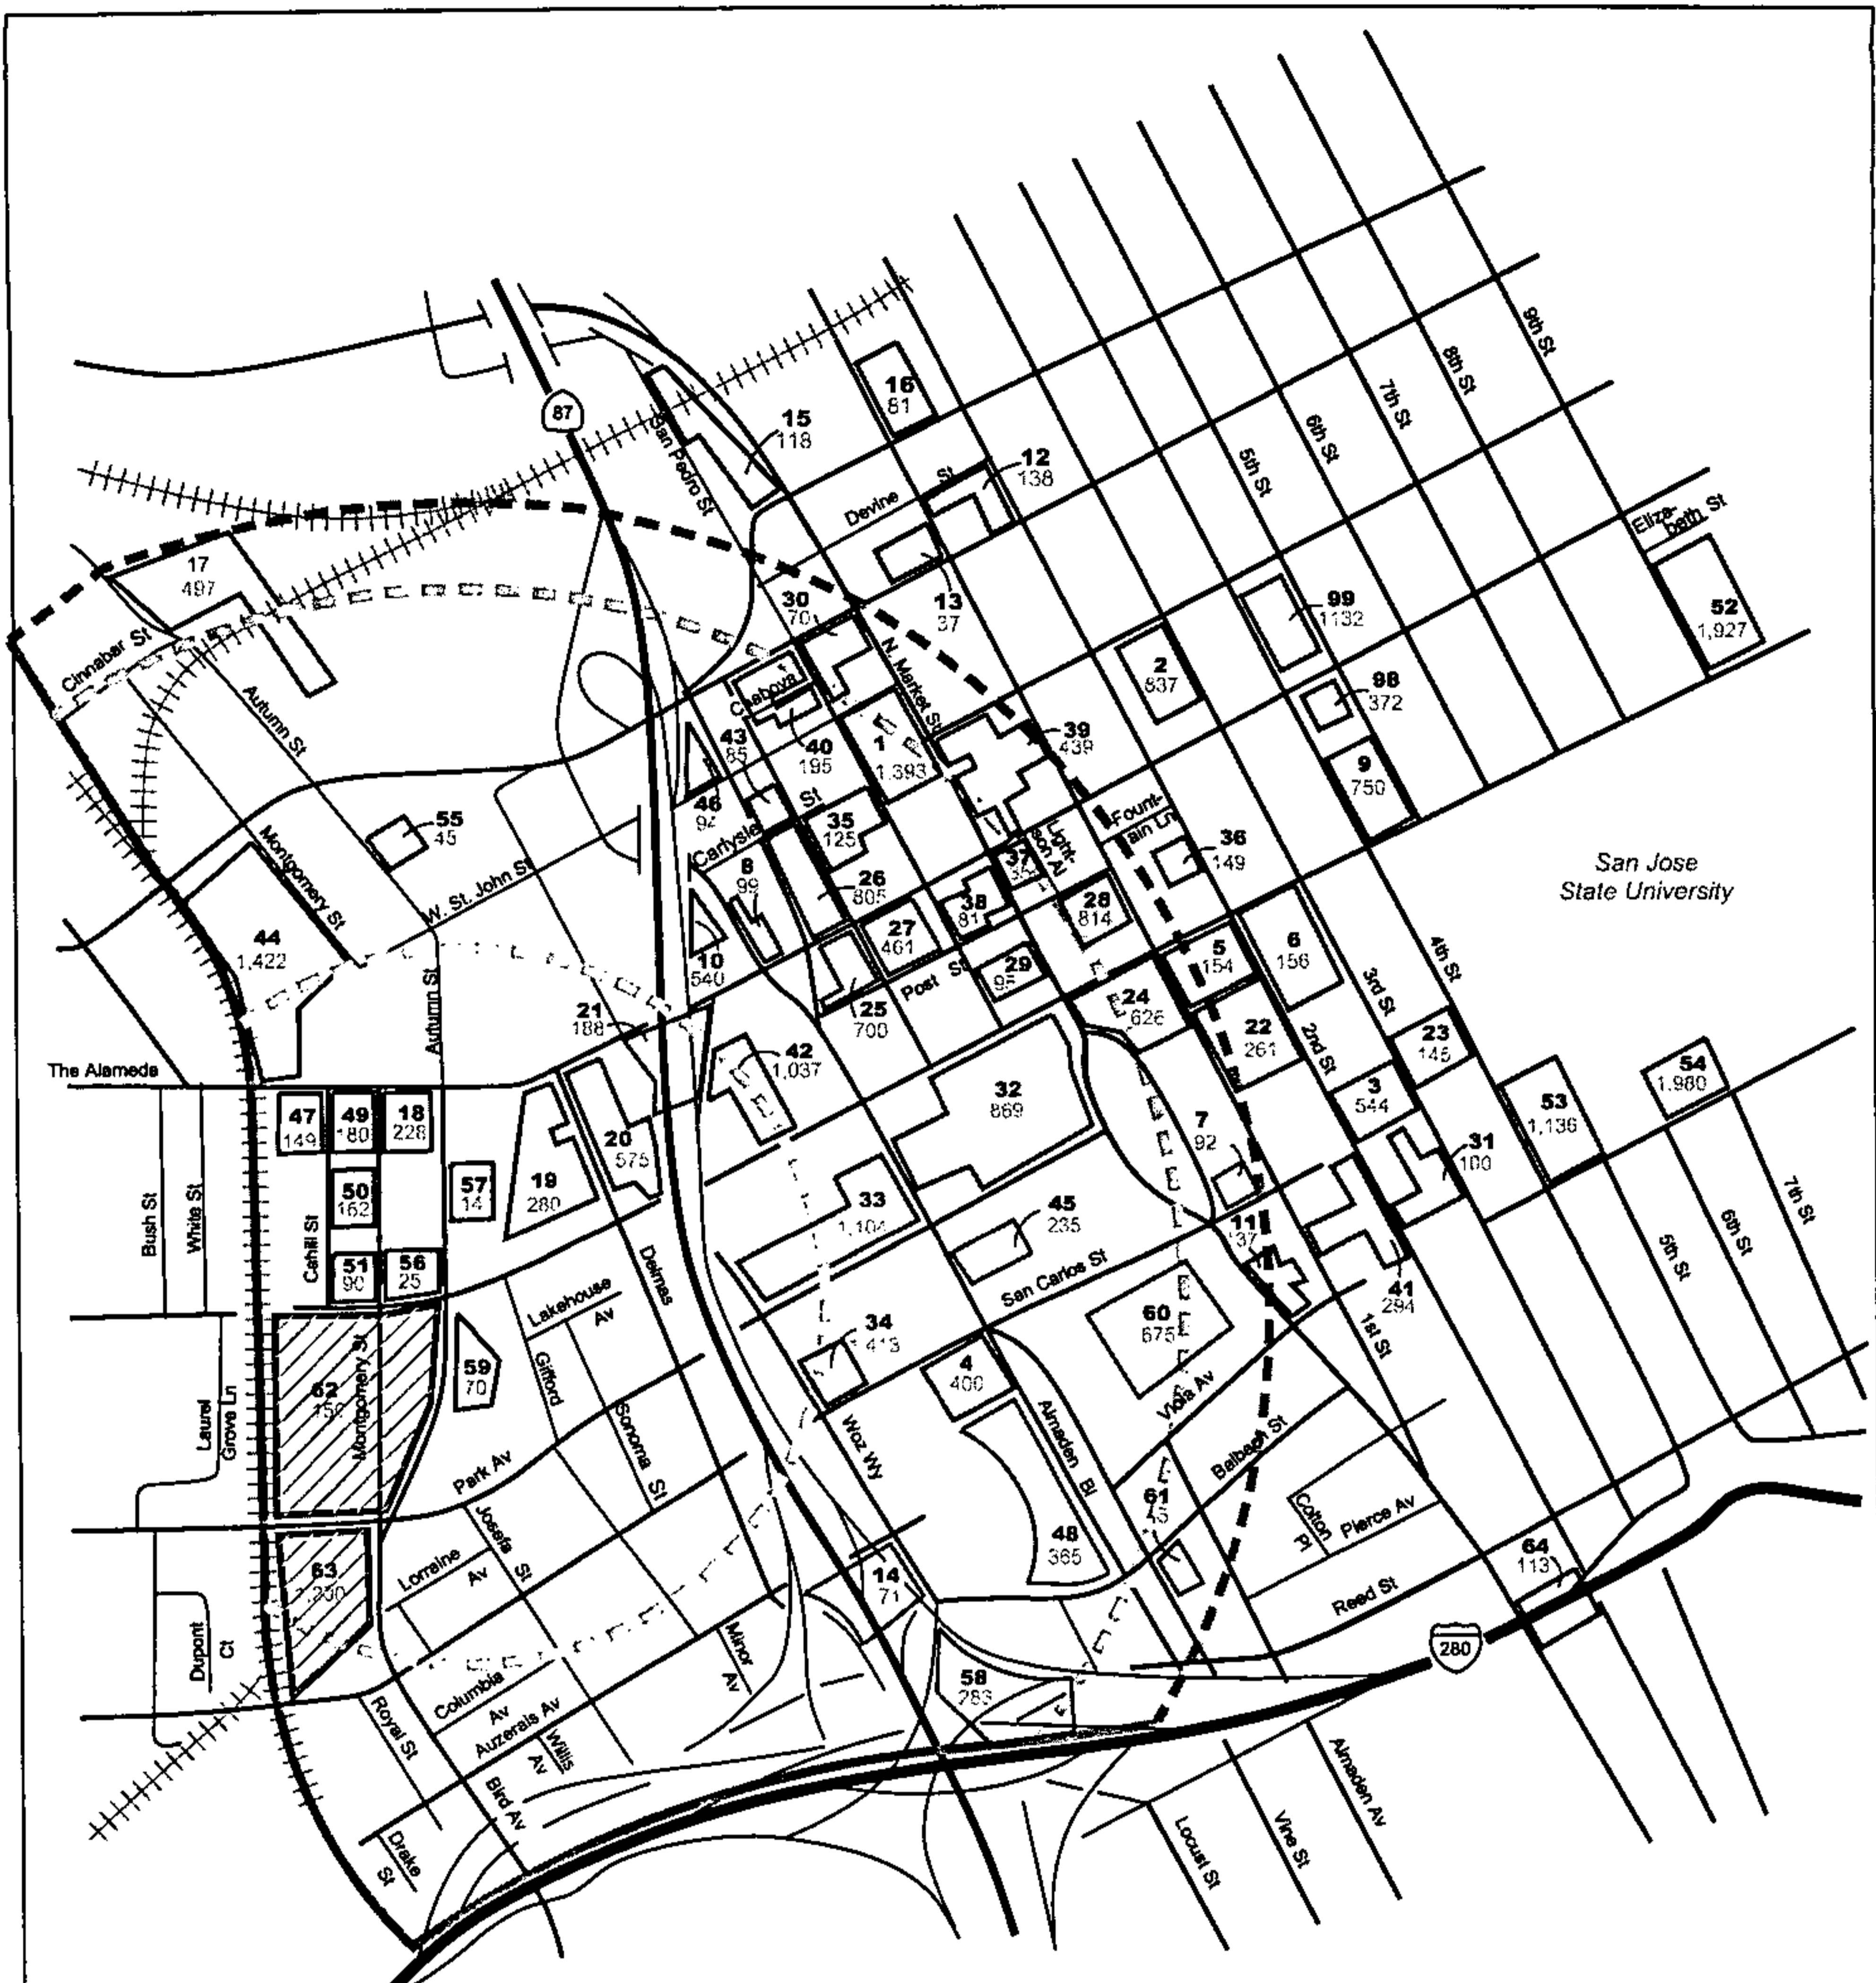 87
16
81
15
118
San Pedro St
Devine St
12
138
13
37
9th St
8th St
7th St
6th St
5th St
Eliza-
beth St
52
1,927
99
1132
98
372
9
750
2
837
17
497
Cinnabar St
Autumn St
30
70
N. Market St
43
85
40
195
1
1,393
39
439
46
Carlysle St
35
125
Fount-
ain Ln
36
149
San Jose
State University
55
45
Montgomery St
W. St. John St
8
99
26
805
37
38
81
28
814
27
461
Post St
29
95
10
540
25
700
44
1,422
Autumn St
21
188
24
626
5
154
6
156
3rd St
4th St
22
261
2nd St
23
3
544
53
1,136
54
1,980
The Alameda
42
1,037
32
869
7
92
31
100
47
149
49
180
18
228
20
575
19
280
57
14
50
162
33
1,104
45
235
11
137
Bush St
White St
Cahill St
51
90
56
25
Delmas
San Carlos St
60
675
41
294
1st St
5th St
6th St
7th St
Lakehouse
Av
Gifford
34
413
4
400
Viola Av
Almaden Bl
Balbach St
Woz Wy
62
Montgomery St
59
70
Laurel
Grove Ln
Sonoma St
Park Av
Josefa St
Lorraine
Av
63
61
48
365
Colton
Pl
Pierce Av
64
113
14
71
Reed St
280
Dupont
Ct
Minor
Av
58
283
Columbia
Av
Auzerais Av
Royal St
Willis
Av
Bird Av
Drake
St
Almaden Av
Vine St
Locust St